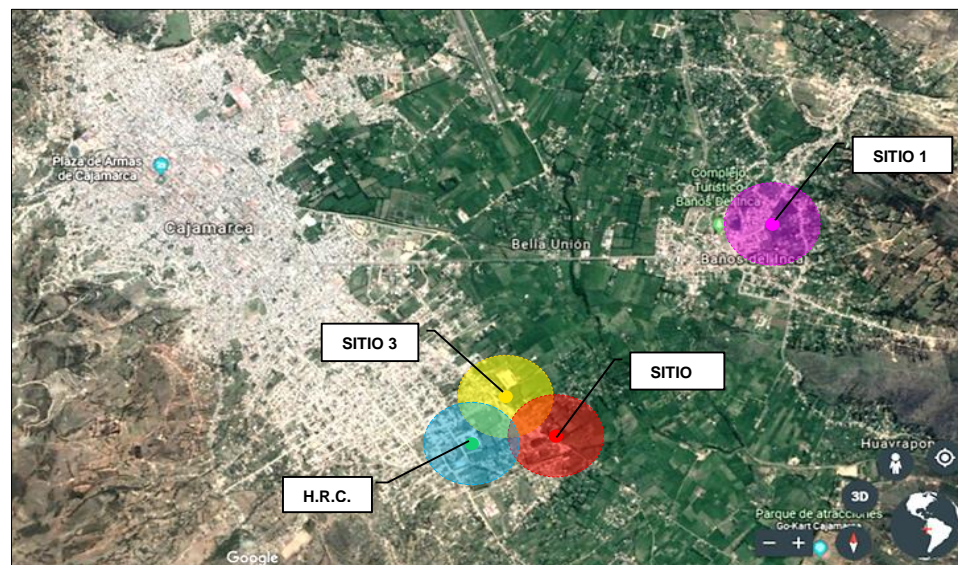 SITIO 1
Plaza de Armas
de Cajamarca
Complejo
Turístico
Baños Del Inca
Cajamarca
Bella Unión
Baños del Inca
SITIO 3
SITIO
Huayrapon
H.R.C.
3D
Parque de atracciones
Go-Kart Cajamarca
Google